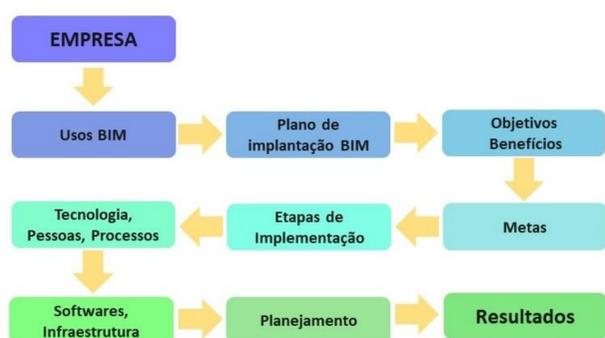 EMPRESA
Usos BIM
Plano de
implantação BIM
Objetivos
Benefícios
Metas
Etapas de
Implementação
Tecnologia,
Pessoas, Processos
Softwares,
Infraestrutura
Planejamento
Resultados